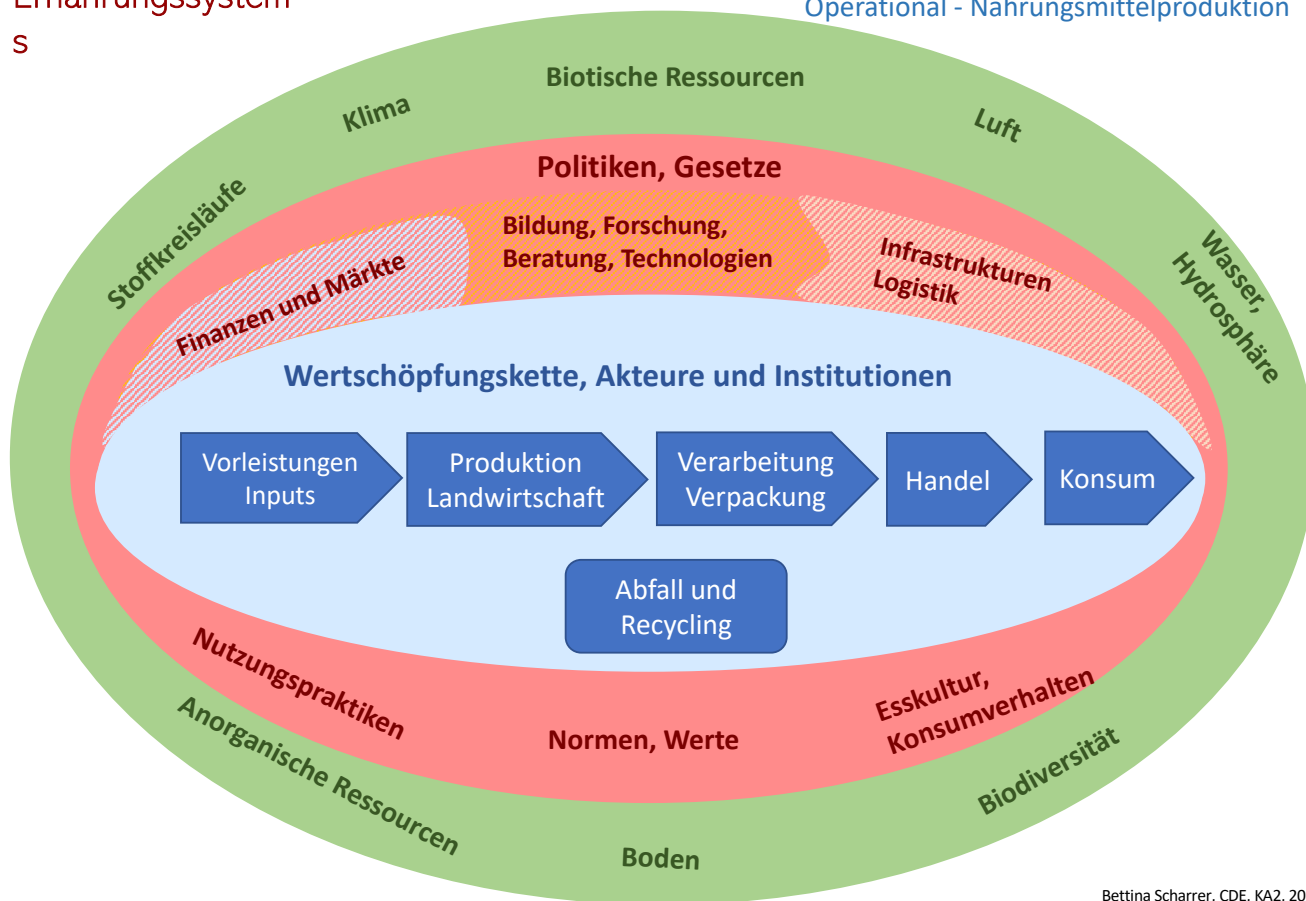 Ernährungssystem
s
Operational - Nahrungsmittelproduktion
Biotische Ressourcen
Klima
Luft
Politiken, Gesetze
Stoffkreisläufe
Bildung, Forschung,
Beratung, Technologien
Finanzen und Märkte
Infrastrukturen
Logistik
Wasser,
Hydrosphäre
Wertschöpfungskette, Akteure und Institutionen
Vorleistungen
Inputs
Produktion
Landwirtschaft
Verarbeitung
Verpackung
Handel
Konsum
Abfall und
Recycling
Nutzungspraktiken
Normen, Werte
Esskultur,
Konsumverhalten
Anorganische Ressourcen
Boden
Biodiversität
Bettina Scharrer, CDE, KA2, 20